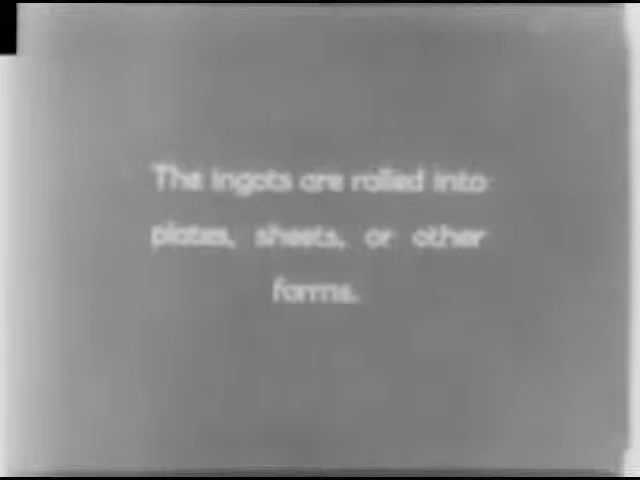 The ingots are rolled into
plates, sheets, or other
forms.